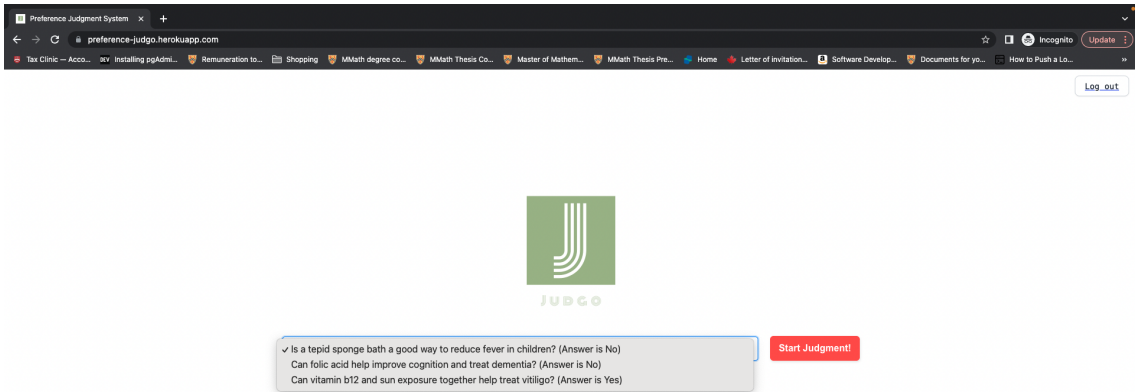 Preference Judgment System
preference-judgo.herokuapp.com
Incognito
Update
Tax Clinic — Acco... DEV Installing pgAdmi... Remuneration to... Shopping MMath degree co... MMath Thesis Co... Master of Mathem... MMath Thesis Pre... Home Letter of invitation... Software Develop... Documents for yo... How to Push a Lo... »
Log out
J
JUDGO
✓ Is a tepid sponge bath a good way to reduce fever in children? (Answer is No)
Start Judgment!
Can folic acid help improve cognition and treat dementia? (Answer is No)
Can vitamin b12 and sun exposure together help treat vitiligo? (Answer is Yes)